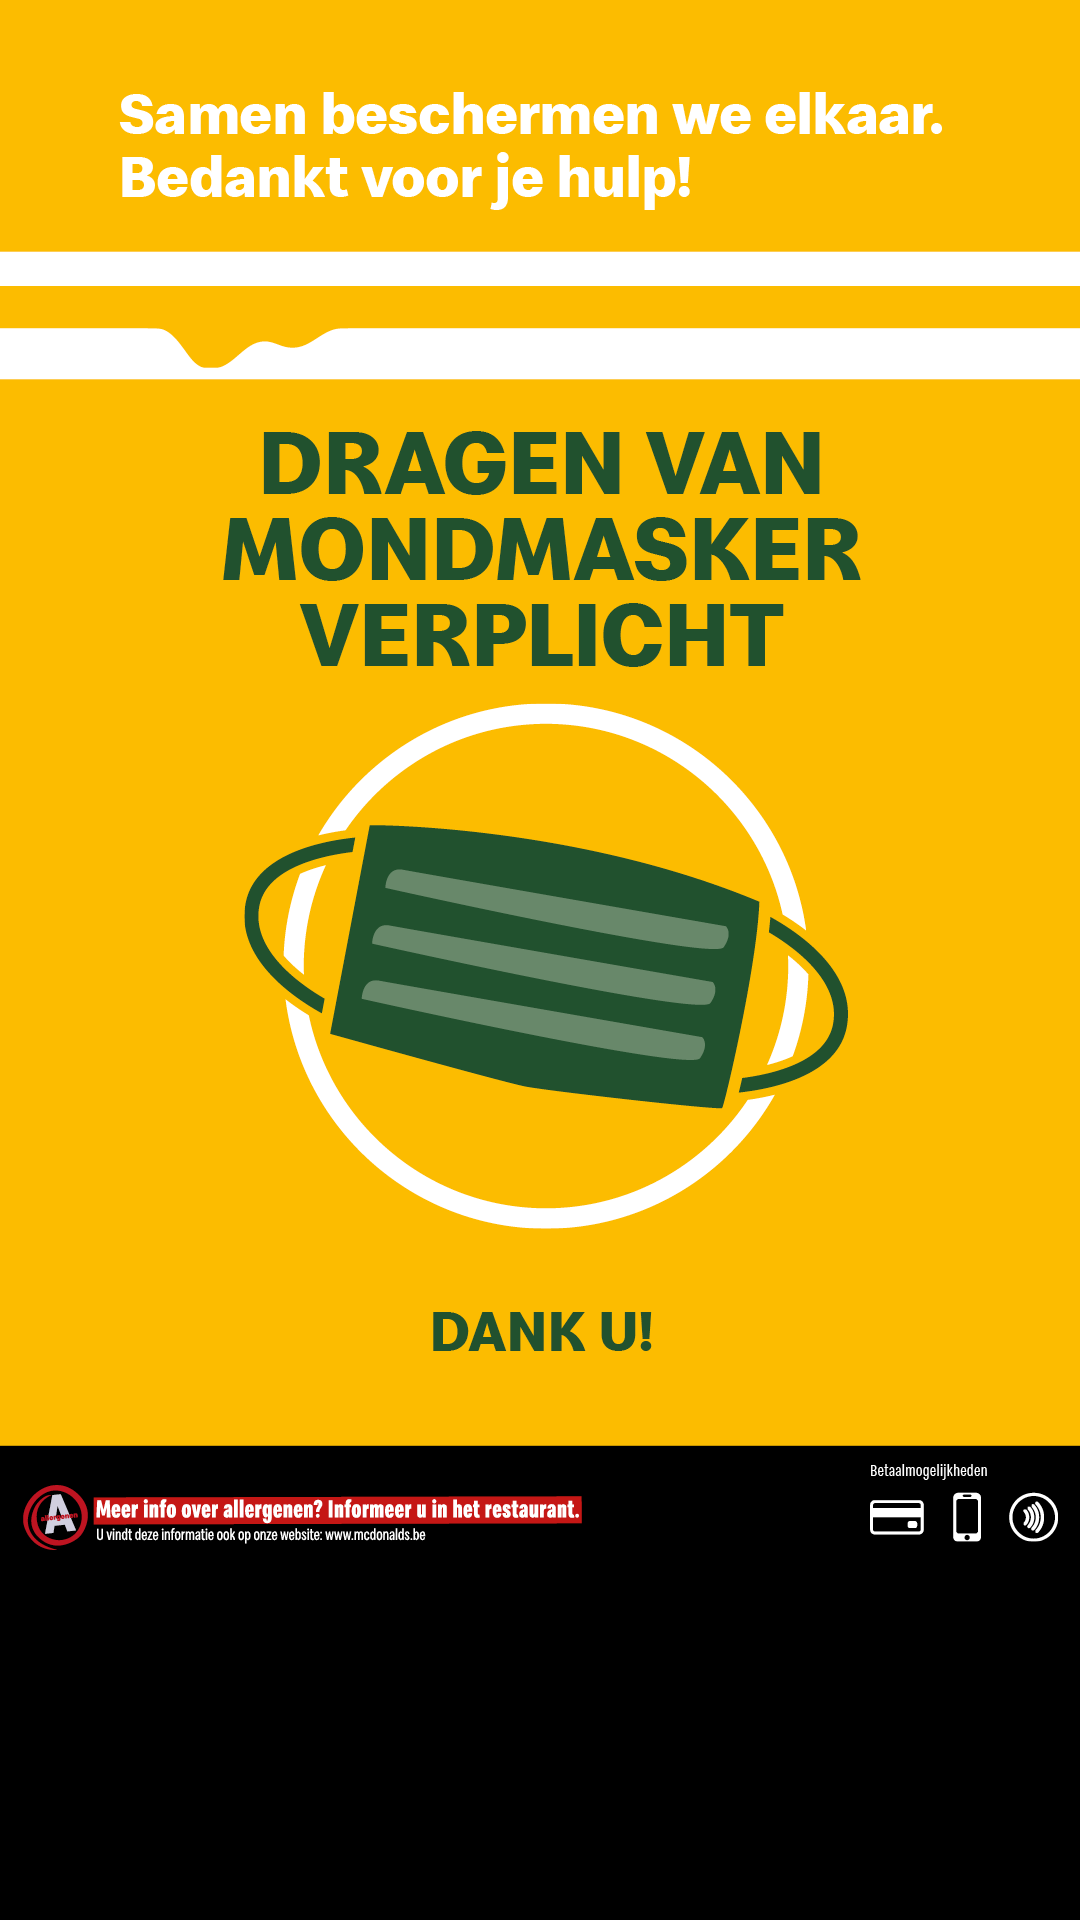 Samen beschermen we elkaar.
Bedankt voor je hulp!
DRAGEN VAN
MONDMASKER
VERPLICHT
DANK U!
Betaalmogelijkheden
A
allergenen
Meer info over allergenen? Informeer u in het restaurant.
U vindt deze informatie ook op onze website: www.mcdonalds.be